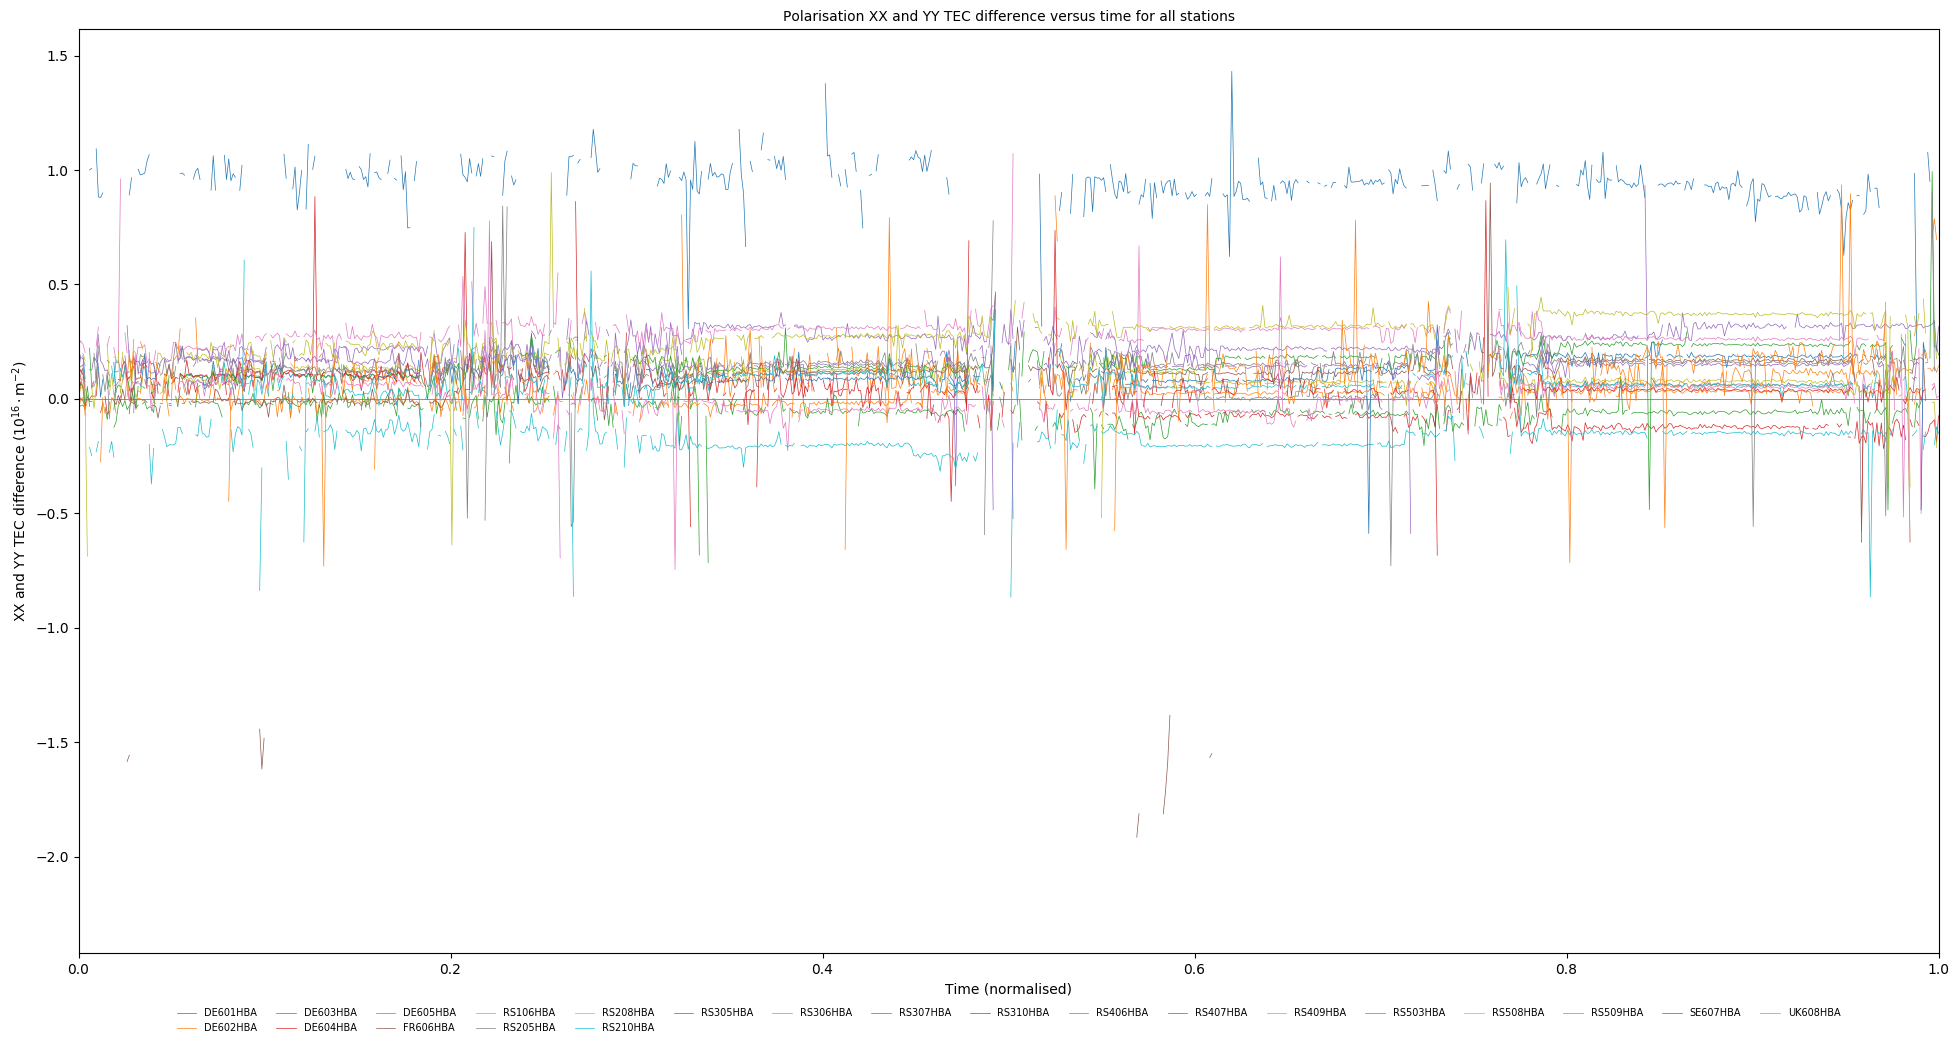 Polarisation XX and YY TEC difference versus time for all stations
XX and YY TEC difference (10^16 · m^−2)
1.5
1.0
0.5
0.0
−0.5
−1.0
−1.5
−2.0
0.0 0.2 0.4 0.6 0.8 1.0
Time (normalised)
DE601HBA DE603HBA DE605HBA RS106HBA RS208HBA RS305HBA RS306HBA RS307HBA RS310HBA RS406HBA RS407HBA RS409HBA RS503HBA RS508HBA RS509HBA SE607HBA UK608HBA
DE602HBA DE604HBA FR606HBA RS205HBA RS210HBA